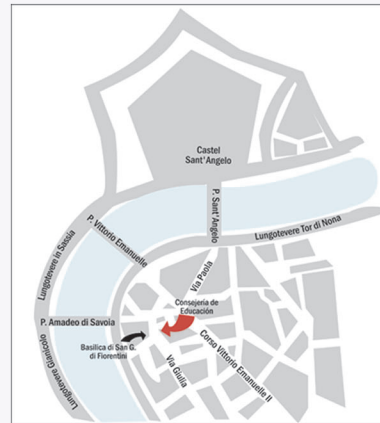 Castel
Sant'Angelo
P. Sant'Angelo
Lungotevere Tor di Nona
P. Vittorio Emanuelle
Lungotevere in Sassia
Via Paola
Consejería de
Educación
P. Amadeo di Savoia
Basilica di San G.
di Fiorentini
Corso Vittorio Emanuelle II
Via Giulia
Lungotevere Gianicolo